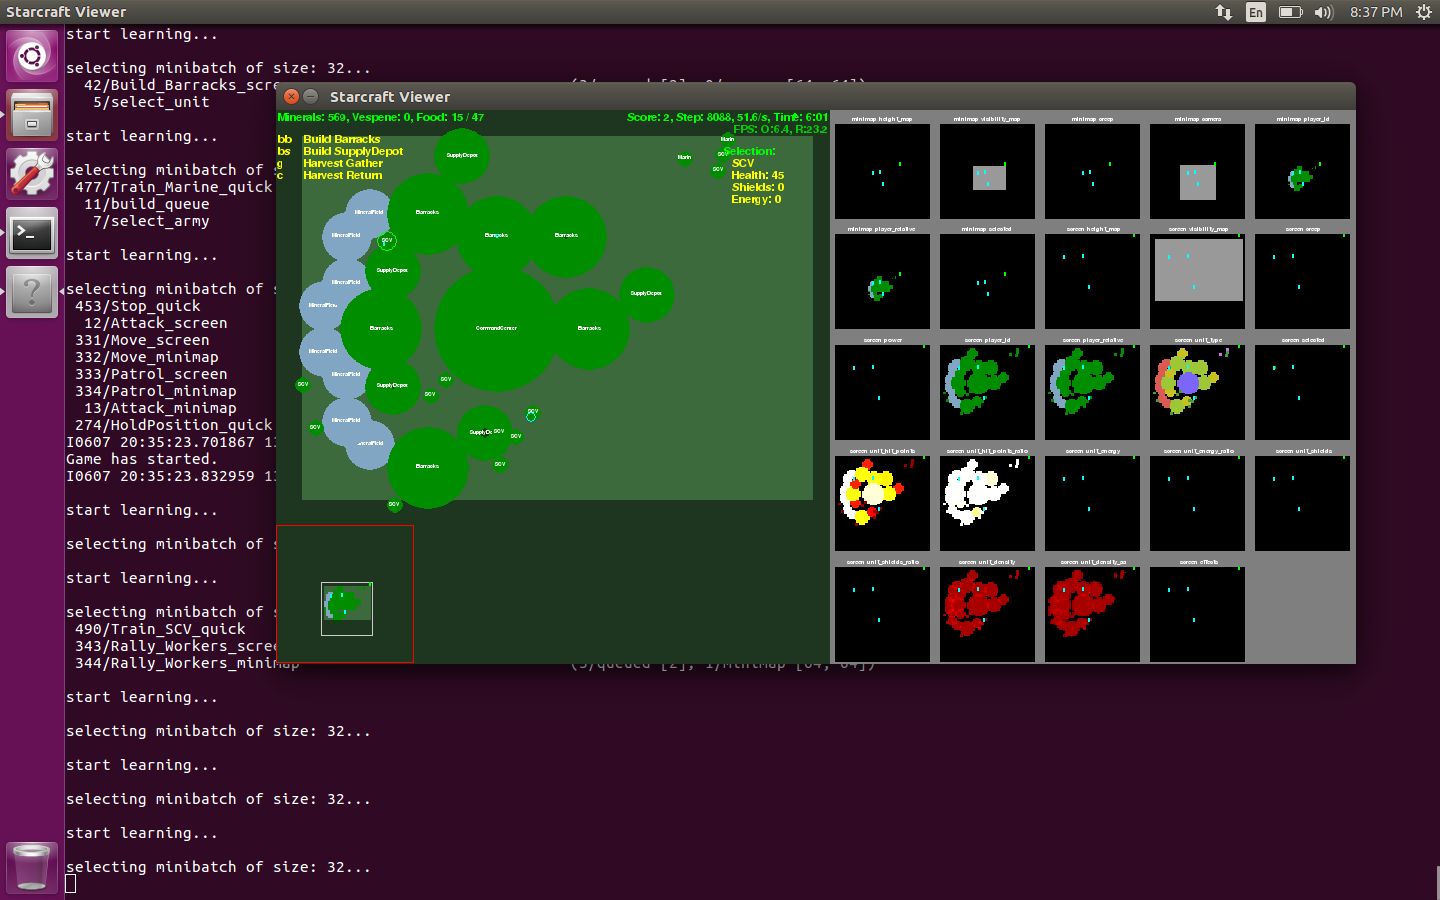 Starcraft Viewer
En
8:37 PM
start learning...
selecting minibatch of size: 32...
42/Build_Barracks_scre
5/select_unit
start learning...
selecting minibatch of s
477/Train_Marine_quick
11/build_queue
7/select_army
start learning...
selecting minibatch of s
453/Stop_quick
12/Attack_screen
331/Move_screen
332/Move_minimap
333/Patrol_screen
334/Patrol_minimap
13/Attack_minimap
274/HoldPosition_quick
I0607 20:35:23.701867 1
Game has started.
I0607 20:35:23.832959 1
start learning...
selecting minibatch of s
start learning...
selecting minibatch of s
490/Train_SCV_quick
343/Rally_Workers_scree
344/Rally_Workers_minimap (3/queued [2]; 1/minimap [64, 64])
start learning...
selecting minibatch of size: 32...
start learning...
selecting minibatch of size: 32...
start learning...
selecting minibatch of size: 32...
Starcraft Viewer
Minerals: 569, Vespene: 0, Food: 15 / 47
Score: 2, Step: 8088, 51.6/s, Time: 6:01
FPS: O:6.4, R:23.2
bb Build Barracks
bs Build SupplyDepot
g Harvest Gather
c Harvest Return
Selection:
SCV
Health: 45
Shields: 0
Energy: 0
SupplyDepot
Marin
Marin
SCV
SCV
MineralField
Barracks
MineralField
SCV
Barracks
Barracks
SupplyDepot
MineralField
SupplyDepot
MineralField
Barracks
CommandCenter
Barracks
MineralField
MineralField
SupplyDepot
SCV
SCV
SCV
MineralField
SCV
SCV
SupplyDe
SCV
SCV
Barracks
SCV
SCV
minimap height_map
minimap visibility_map
minimap creep
minimap camera
minimap player_id
minimap player_relative
minimap selected
screen height_map
screen visibility_map
screen creep
screen power
screen player_id
screen player_relative
screen unit_type
screen selected
screen unit_hit_points
screen unit_hit_points_ratio
screen unit_energy
screen unit_energy_ratio
screen unit_shields
screen unit_shields_ratio
screen unit_density
screen unit_density_aa
screen effects